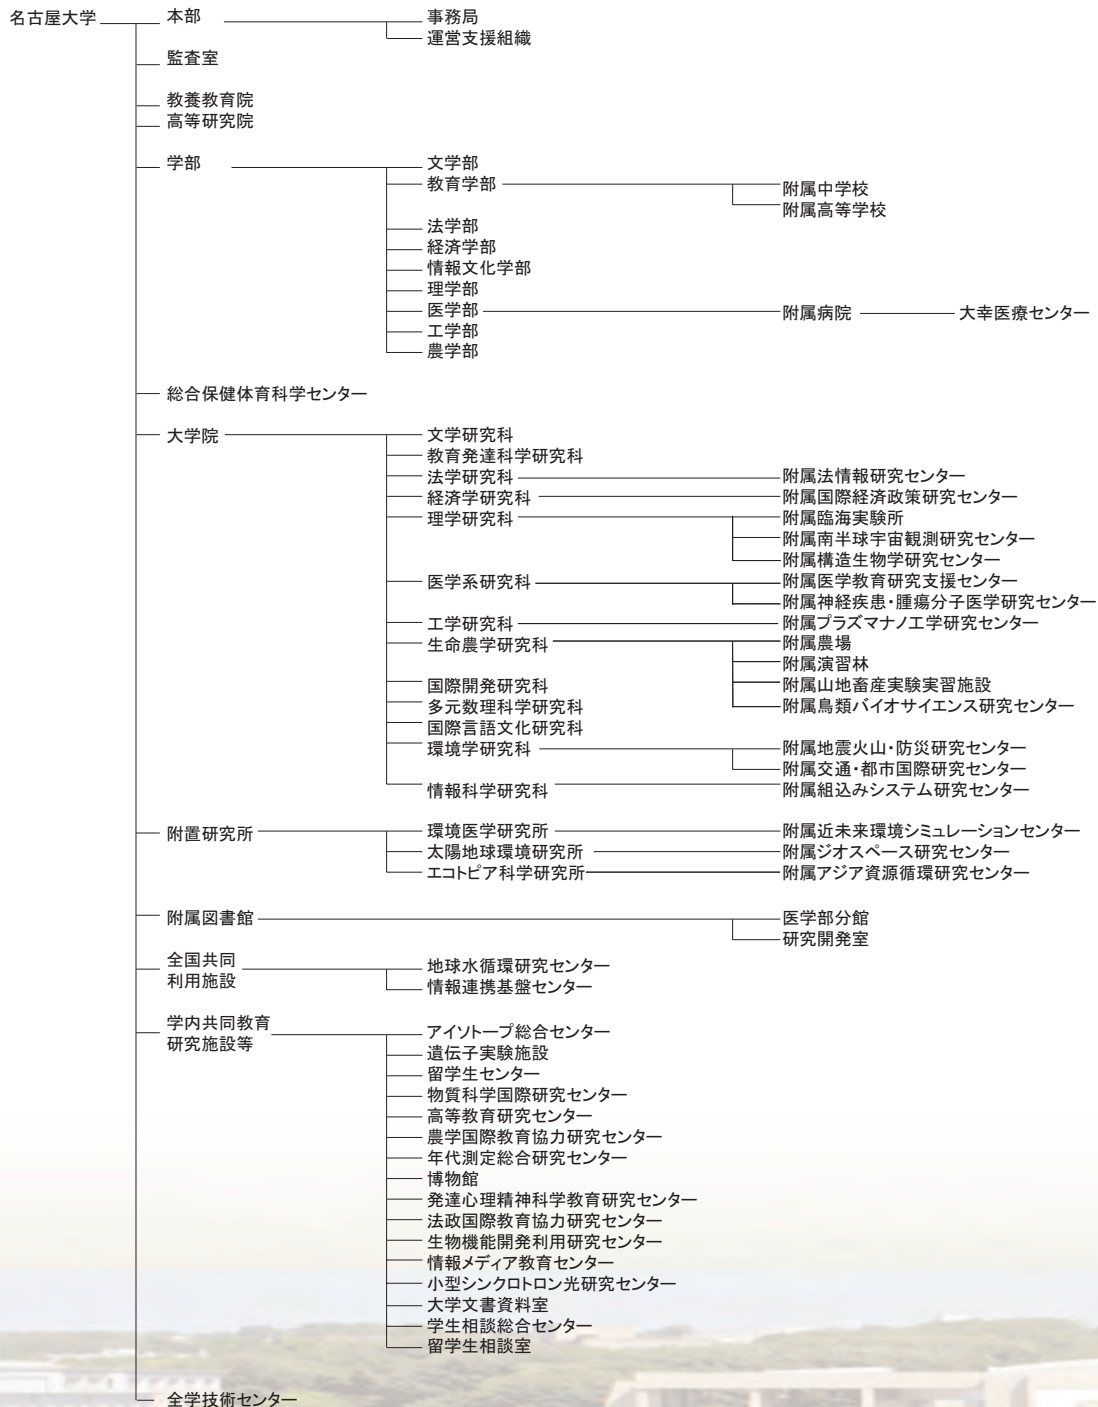 名古屋大学
本部
事務局
運営支援組織
監査室
教養教育院
高等研究院
学部
文学部
教育学部
附属中学校
附属高等学校
法学部
経済学部
情報文化学部
理学部
医学部
附属病院
大幸医療センター
工学部
農学部
総合保健体育科学センター
大学院
文学研究科
教育発達科学研究科
法学研究科
附属法情報研究センター
経済学研究科
附属国際経済政策研究センター
理学研究科
附属臨海実験所
附属南半球宇宙観測研究センター
附属構造生物学研究センター
医学系研究科
附属医学教育研究支援センター
附属神経疾患・腫瘍分子医学研究センター
工学研究科
附属プラズマナノ工学研究センター
生命農学研究科
附属農場
附属演習林
附属山地畜産実験実習施設
附属鳥類バイオサイエンス研究センター
国際開発研究科
多元数理科学研究科
国際言語文化研究科
環境学研究科
附属地震火山・防災研究センター
附属交通・都市国際研究センター
情報科学研究科
附属組込みシステム研究センター
附置研究所
環境医学研究所
附属近未来環境シミュレーションセンター
太陽地球環境研究所
附属ジオスペース研究センター
エコトピア科学研究所
附属アジア資源循環研究センター
附属図書館
医学部分館
研究開発室
全国共同
利用施設
地球水循環研究センター
情報連携基盤センター
学内共同教育
研究施設等
アイソトープ総合センター
遺伝子実験施設
留学生センター
物質科学国際研究センター
高等教育研究センター
農学国際教育協力研究センター
年代測定総合研究センター
博物館
発達心理精神科学教育研究センター
法政国際教育協力研究センター
生物機能開発利用研究センター
情報メディア教育センター
小型シンクロトロン光研究センター
大学文書資料室
学生相談総合センター
留学生相談室
全学技術センター